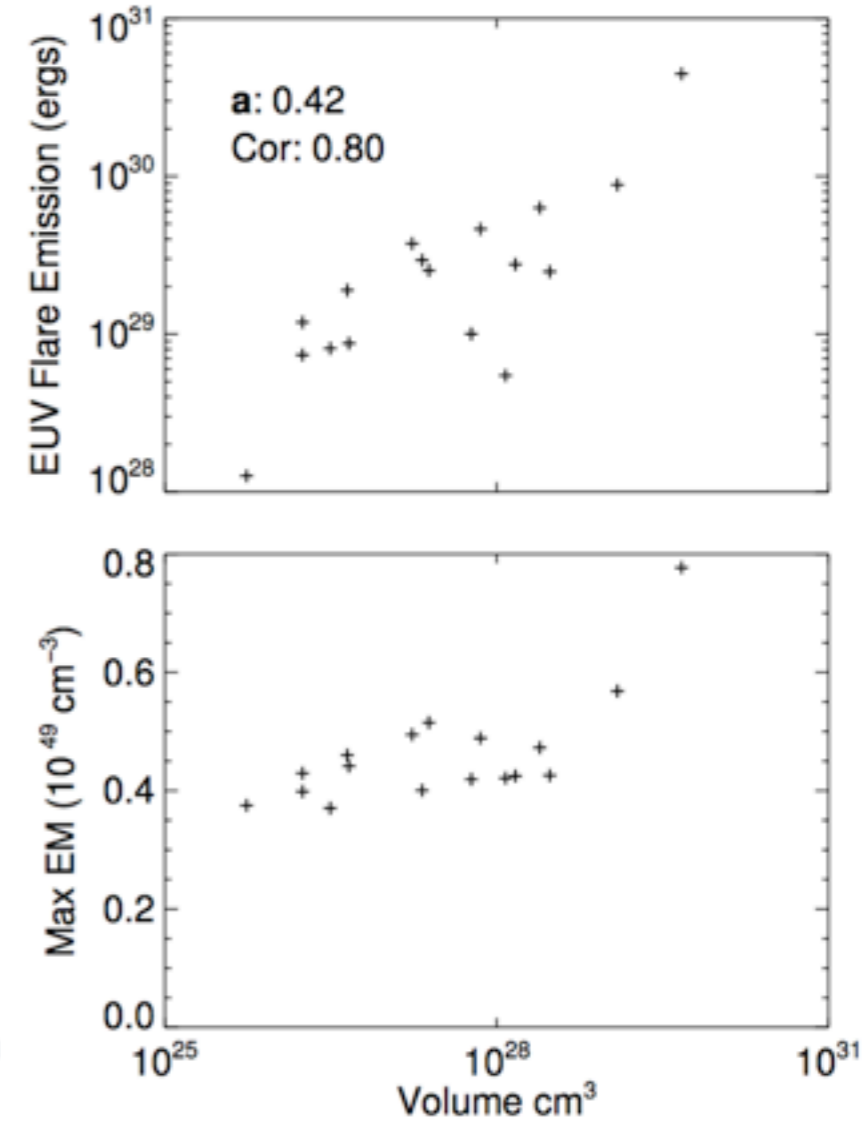 EUV Flare Emission (ergs)
10³¹
10³⁰
10²⁹
10²⁸
a: 0.42
Cor: 0.80
Max EM (10⁴⁹ cm⁻³)
0.8
0.6
0.4
0.2
0.0
10²⁵
10²⁸
10³¹
Volume cm³